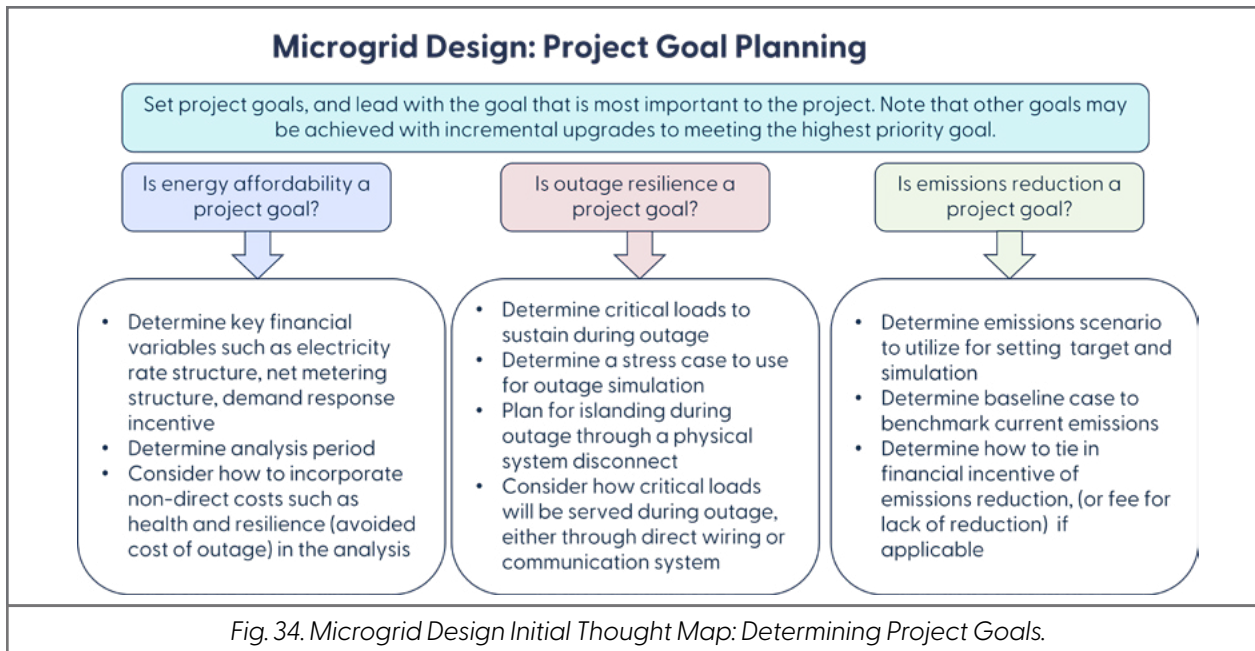 Microgrid Design: Project Goal Planning
Set project goals, and lead with the goal that is most important to the project. Note that other goals may
be achieved with incremental upgrades to meeting the highest priority goal.
Is energy affordability a
project goal?
• Determine key financial
variables such as electricity
rate structure, net metering
structure, demand response
incentive
• Determine analysis period
• Consider how to incorporate
non-direct costs such as
health and resilience (avoided
cost of outage) in the analysis
Is outage resilience a
project goal?
• Determine critical loads to
sustain during outage
• Determine a stress case to use
for outage simulation
• Plan for islanding during
outage through a physical
system disconnect
• Consider how critical loads
will be served during outage,
either through direct wiring or
communication system
Is emissions reduction a
project goal?
• Determine emissions scenario
to utilize for setting target and
simulation
• Determine baseline case to
benchmark current emissions
• Determine how to tie in
financial incentive of
emissions reduction, (or fee for
lack of reduction) if
applicable
Fig. 34. Microgrid Design Initial Thought Map: Determining Project Goals.